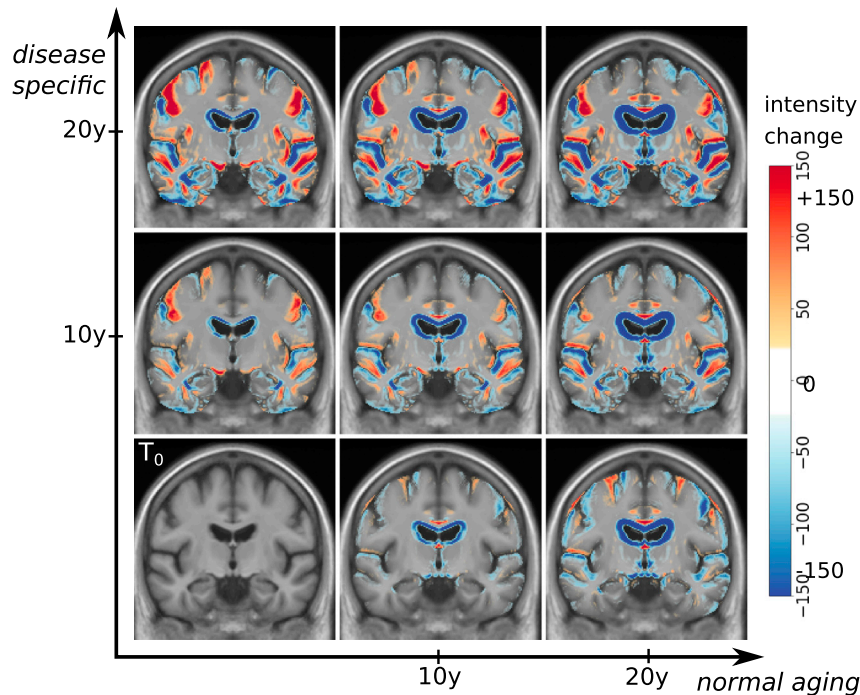 disease
specific
20y
10y
T0
10y
20y
normal aging
intensity
change
150
+150
100
50
0
0
−50
−100
−150
-150